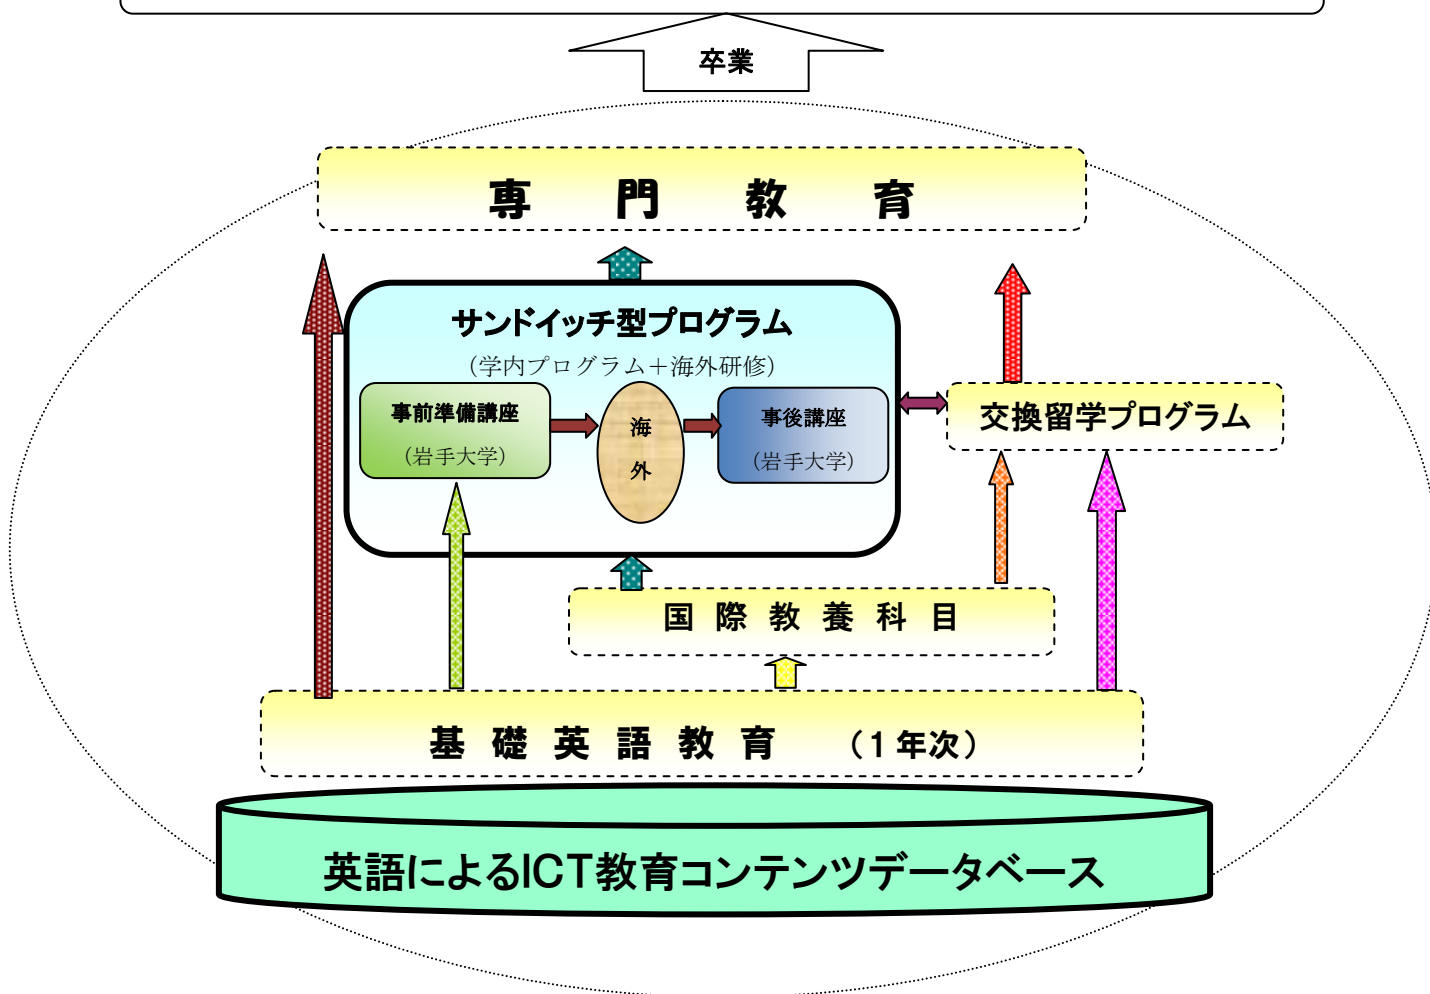 卒業
専門教育
サンドイッチ型プログラム
(学内プログラム+海外研修)
事前準備講座
(岩手大学)
海
外
事後講座
(岩手大学)
交換留学プログラム
国際教養科目
基礎英語教育 (1年次)
英語によるICT教育コンテンツデータベース